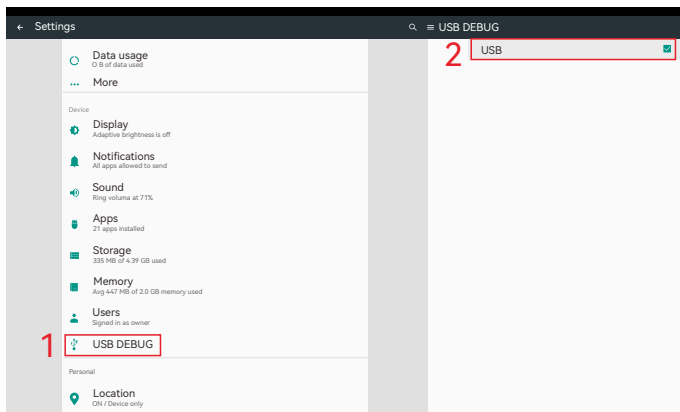 Settings
Data usage
0 B of data used
More
Device
Display
Adaptive brightness is off
Notifications
All apps allowed to send
Sound
Ring voluma at 71%
Apps
21 apps installed
Storage
335 MB of 4.39 GB used
Memory
Avg 447 MB of 2.0 GB memory used
Users
Signed in as owner
1
USB DEBUG
Personal
Location
ON / Device only
USB DEBUG
2
USB